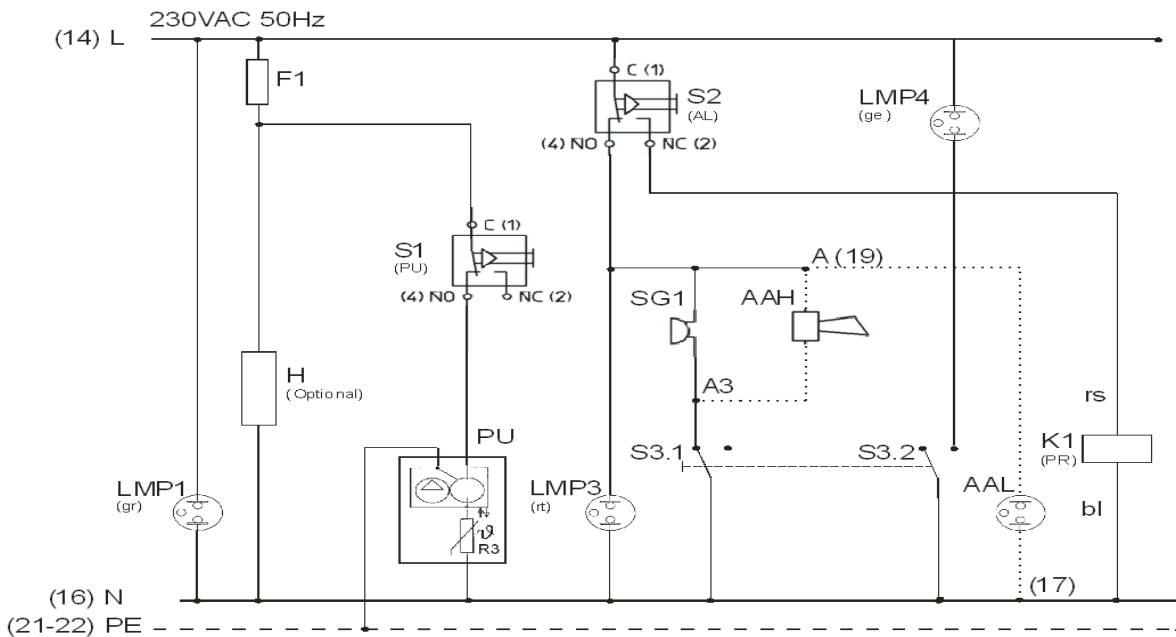 230VAC 50Hz
(14) L
F1
C (1)
S2
(AL)
LMP4
(ge)
(4) NO
NC (2)
C (1)
S1
(PU)
(4) NO
NC (2)
A (19)
SG1
AAH
H
(Optional)
A3
rs
PU
S3.1
S3.2
K1
(PR)
LMP1
(gr)
LMP3
(rt)
AAL
bl
ϑ
R3
(16) N
(17)
(21-22) PE